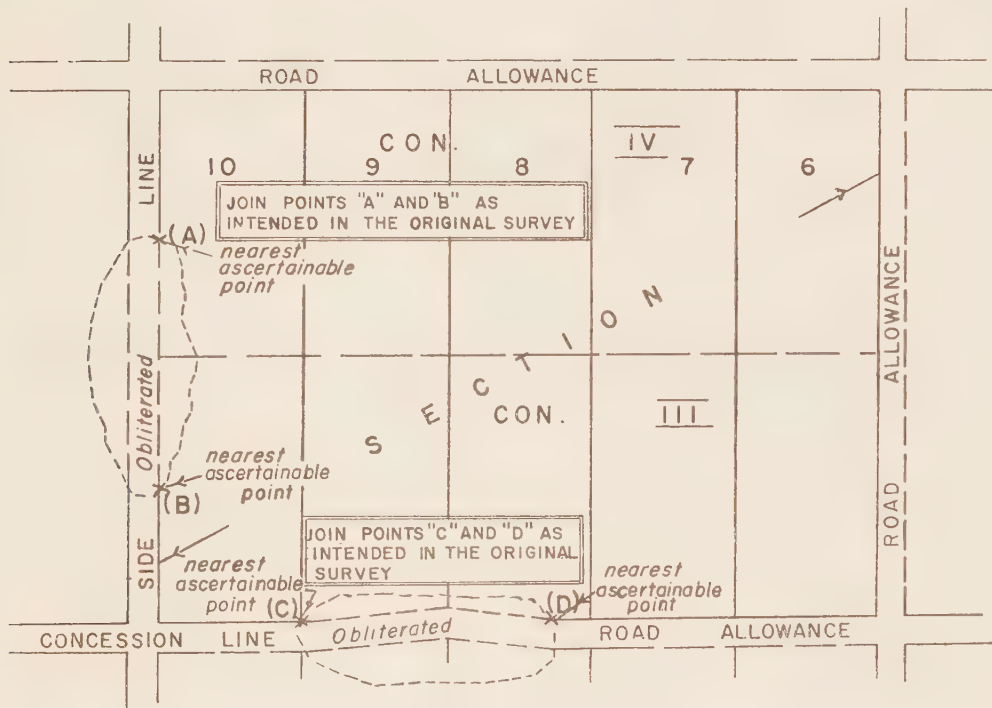 ROAD ALLOWANCE
CON.
IV
10 9 8 7 6
JOIN POINTS "A" AND "B" AS
INTENDED IN THE ORIGINAL SURVEY
LINE
(A)
nearest
ascertainable
point
Obliterated
SECTION
CON.
III
ALLOWANCE
ROAD
nearest
ascertainable
point
(B)
SIDE
JOIN POINTS "C" AND "D" AS
INTENDED IN THE ORIGINAL
SURVEY
nearest
ascertainable
point (C)
nearest
ascertainable
point
(D)
Obliterated
CONCESSION LINE ROAD ALLOWANCE